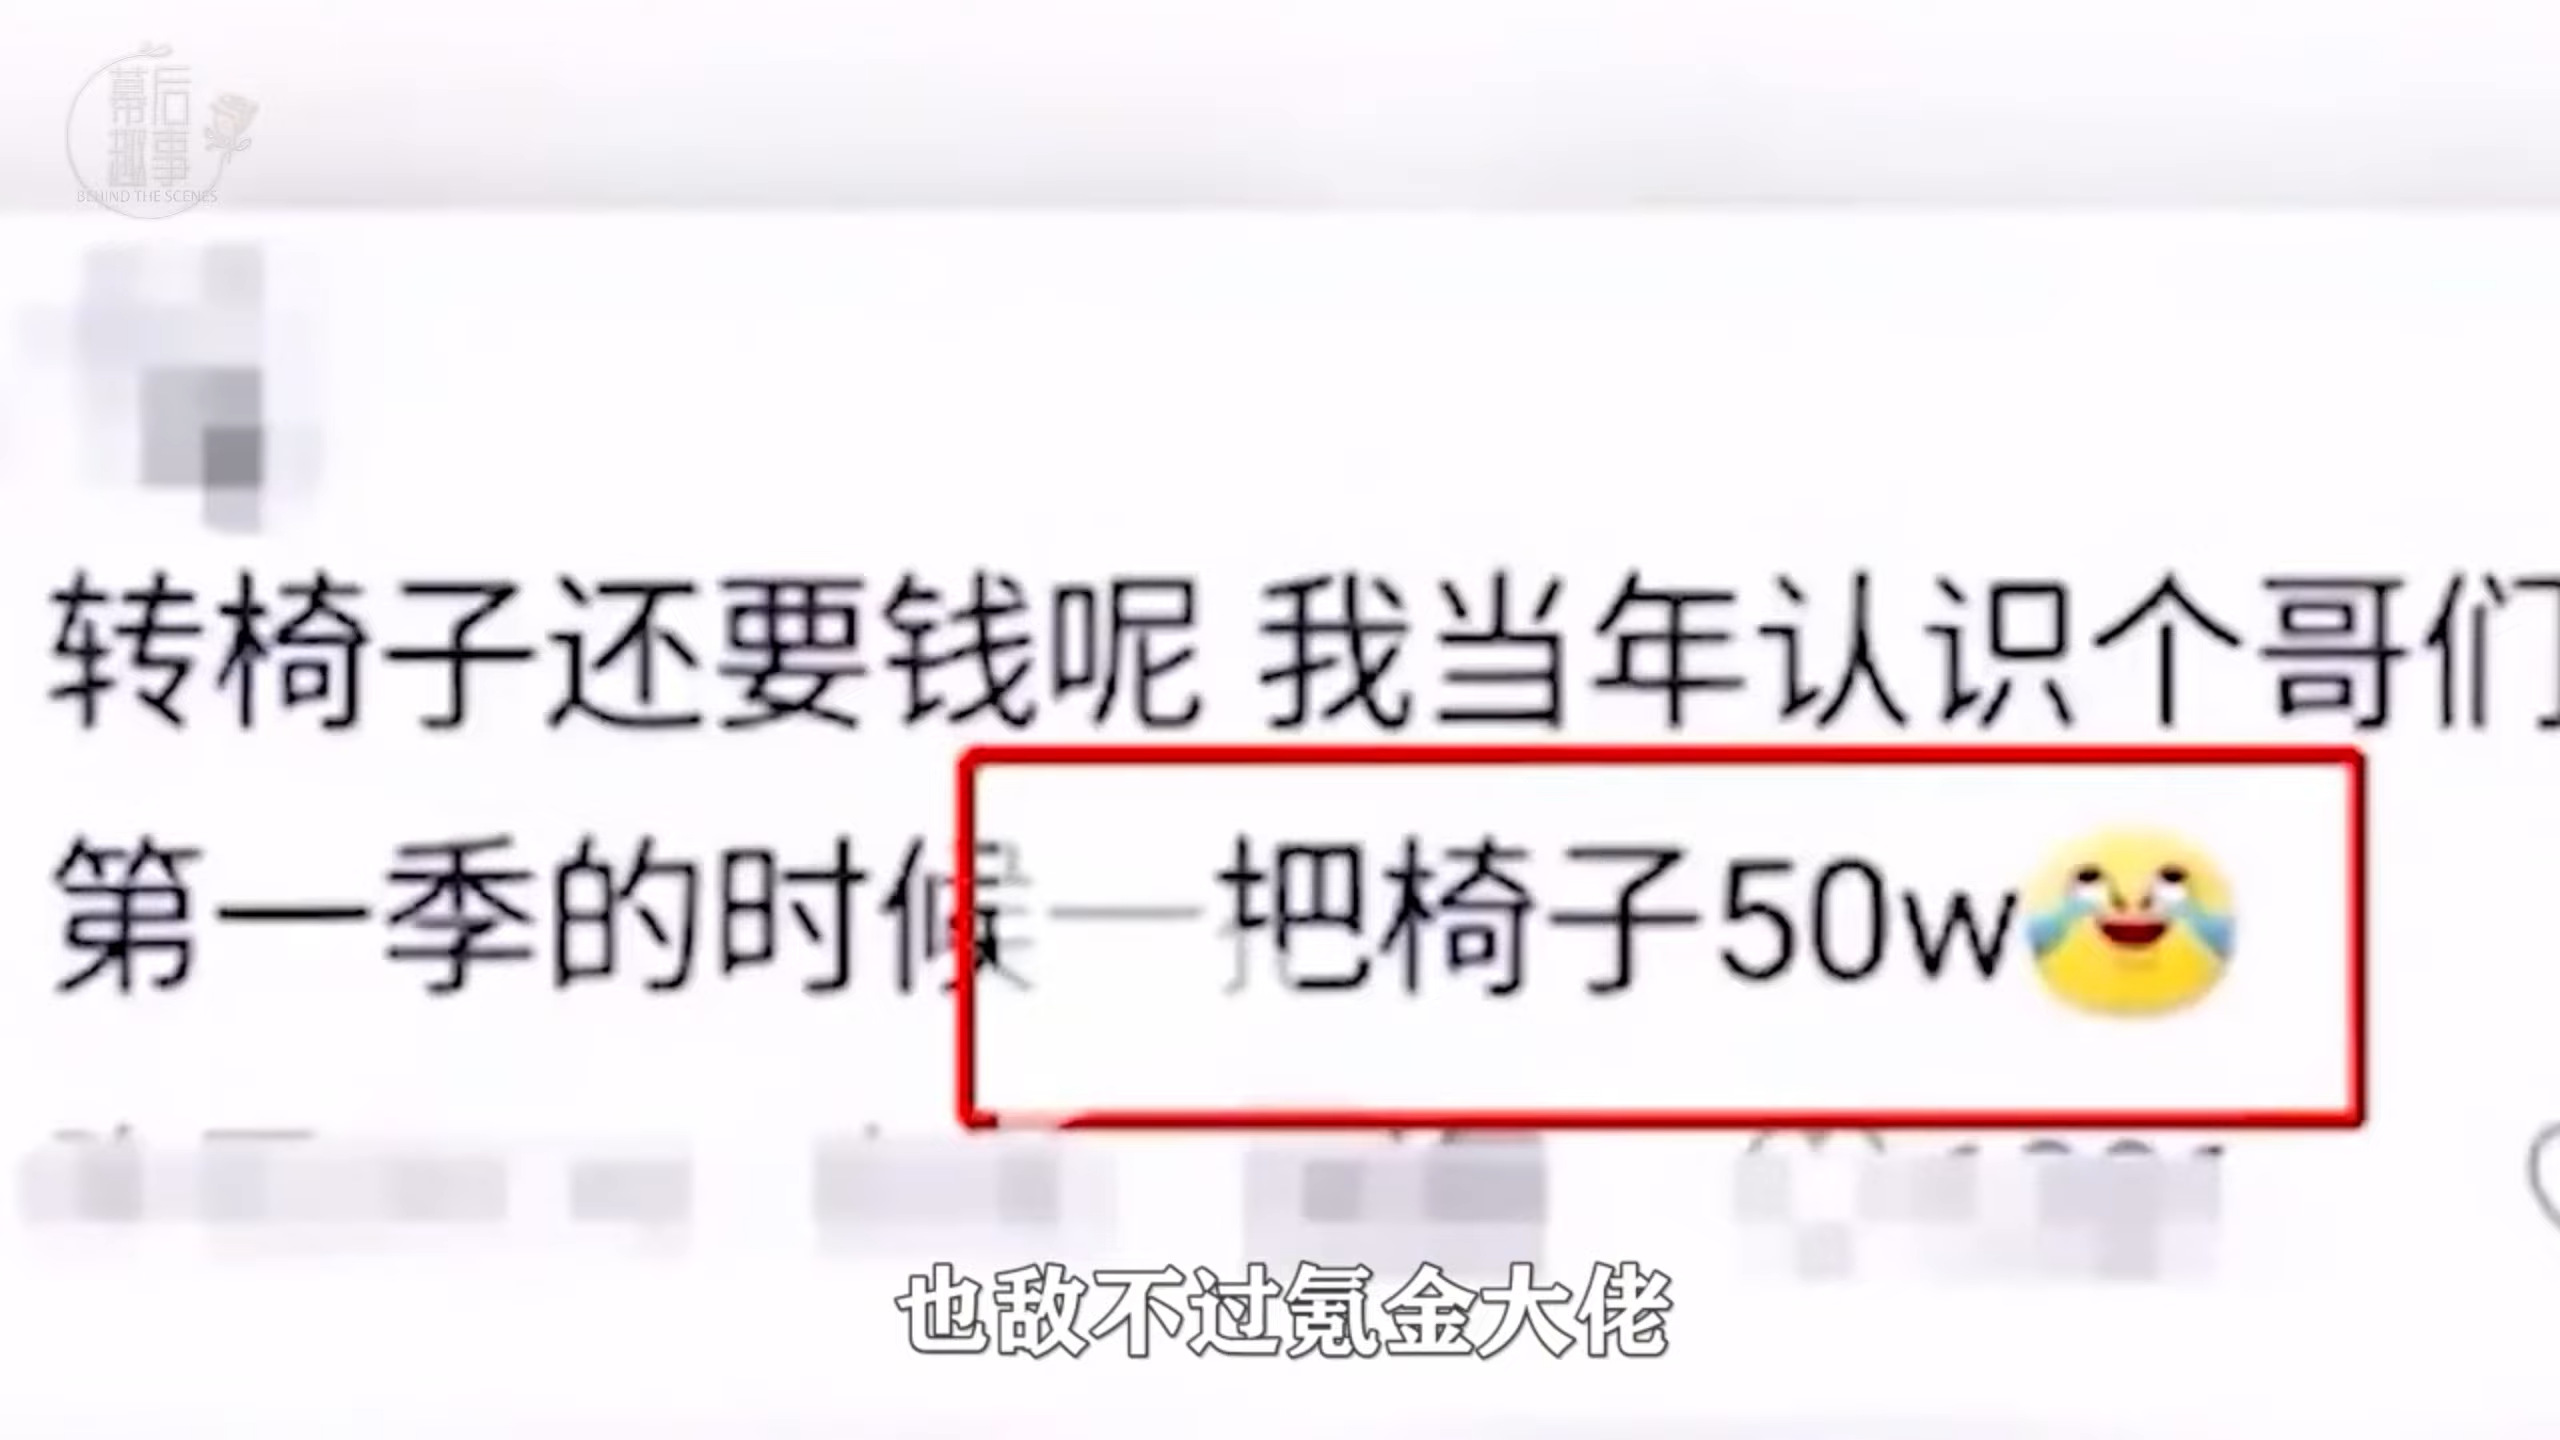 幕后
趣事
BEHIND THE SCENES
转椅子还要钱呢 我当年认识个哥们
第一季的时候一把椅子50w
也敌不过氪金大佬